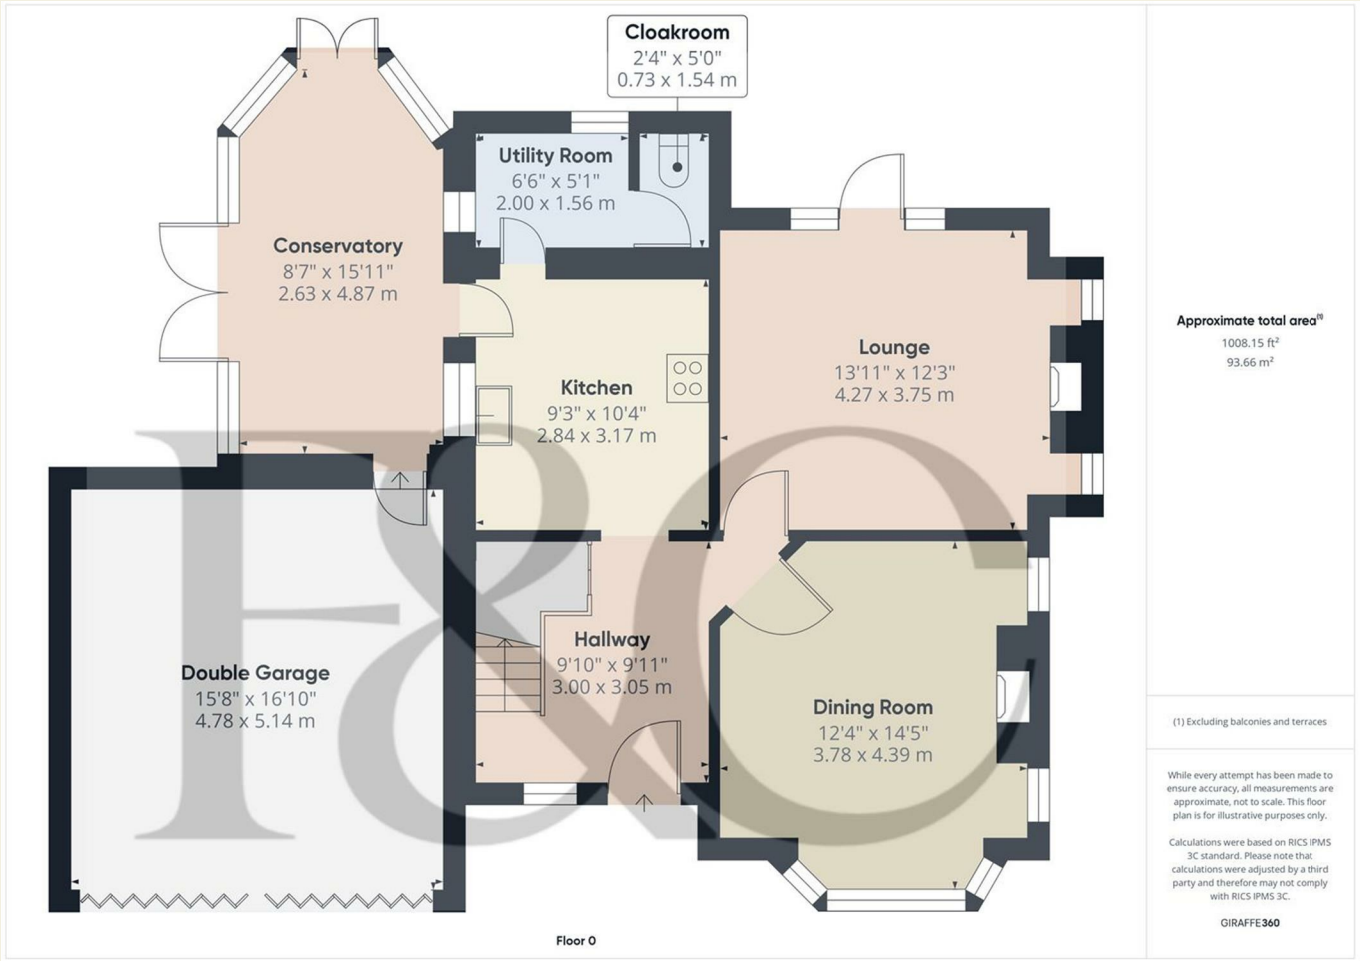 Cloakroom
2'4" x 5'0"
0.73 x 1.54 m
Utility Room
6'6" x 5'1"
2.00 x 1.56 m
Conservatory
8'7" x 15'11"
2.63 x 4.87 m
Kitchen
9'3" x 10'4"
2.84 x 3.17 m
Lounge
13'11" x 12'3"
4.27 x 3.75 m
Double Garage
15'8" x 16'10"
4.78 x 5.14 m
Hallway
9'10" x 9'11"
3.00 x 3.05 m
Dining Room
12'4" x 14'5"
3.78 x 4.39 m
F&C
Floor 0
Approximate total area(1)
1008.15 ft²
93.66 m²
(1) Excluding balconies and terraces
While every attempt has been made to
ensure accuracy, all measurements are
approximate, not to scale. This floor
plan is for illustrative purposes only.
Calculations were based on RICS IPMS
3C standard. Please note that
calculations were adjusted by a third
party and therefore may not comply
with RICS IPMS 3C.
GIRAFFE360